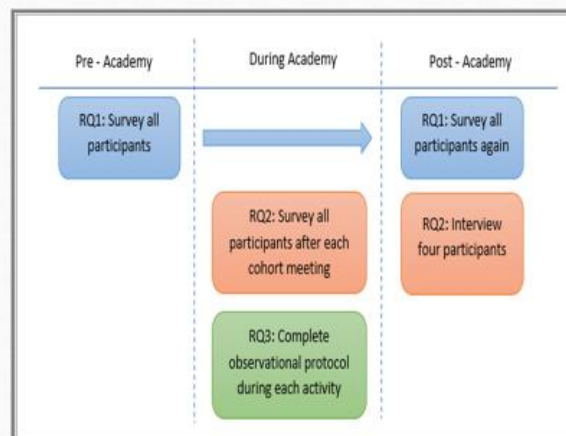 Pre - Academy
During Academy
Post - Academy
RQ1: Survey all
participants
RQ1: Survey all
participants again
RQ2: Survey all
participants after each
cohort meeting
RQ2: Interview
four participants
RQ3: Complete
observational protocol
during each activity